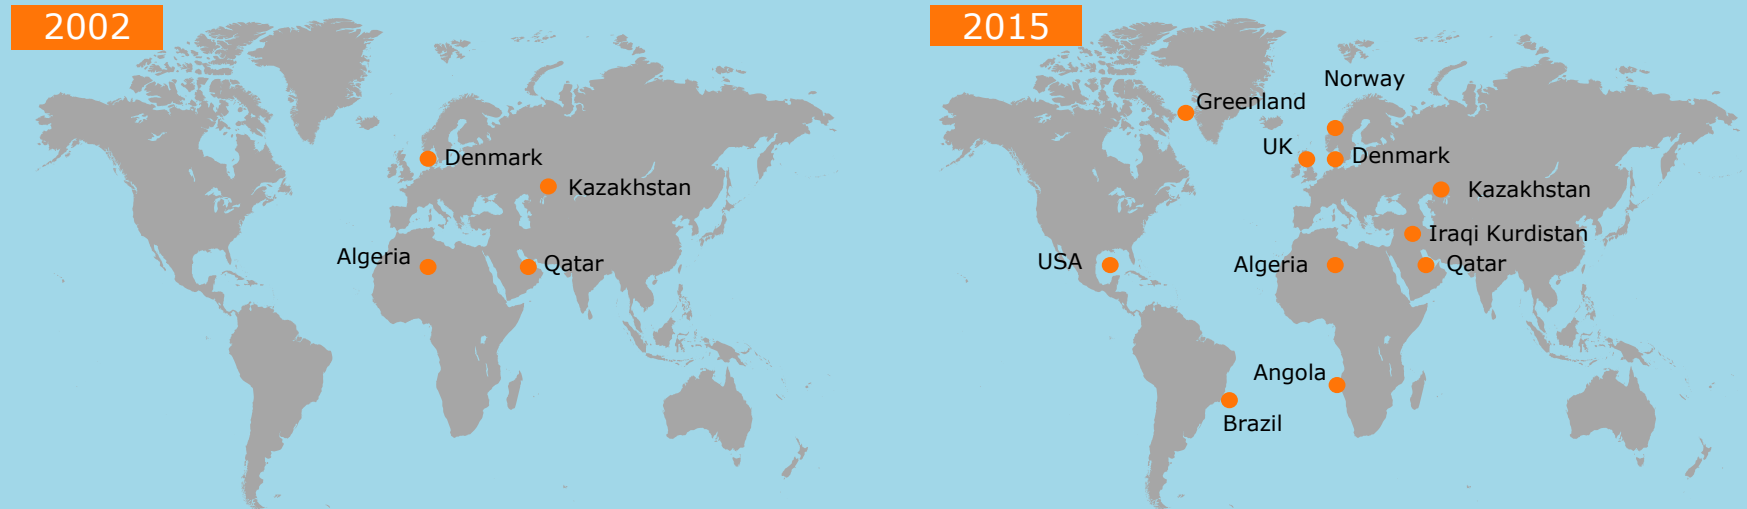 2002
Denmark
Kazakhstan
Algeria
Qatar
2015
Norway
Greenland
UK
Denmark
Kazakhstan
Iraqi Kurdistan
USA
Algeria
Qatar
Angola
Brazil